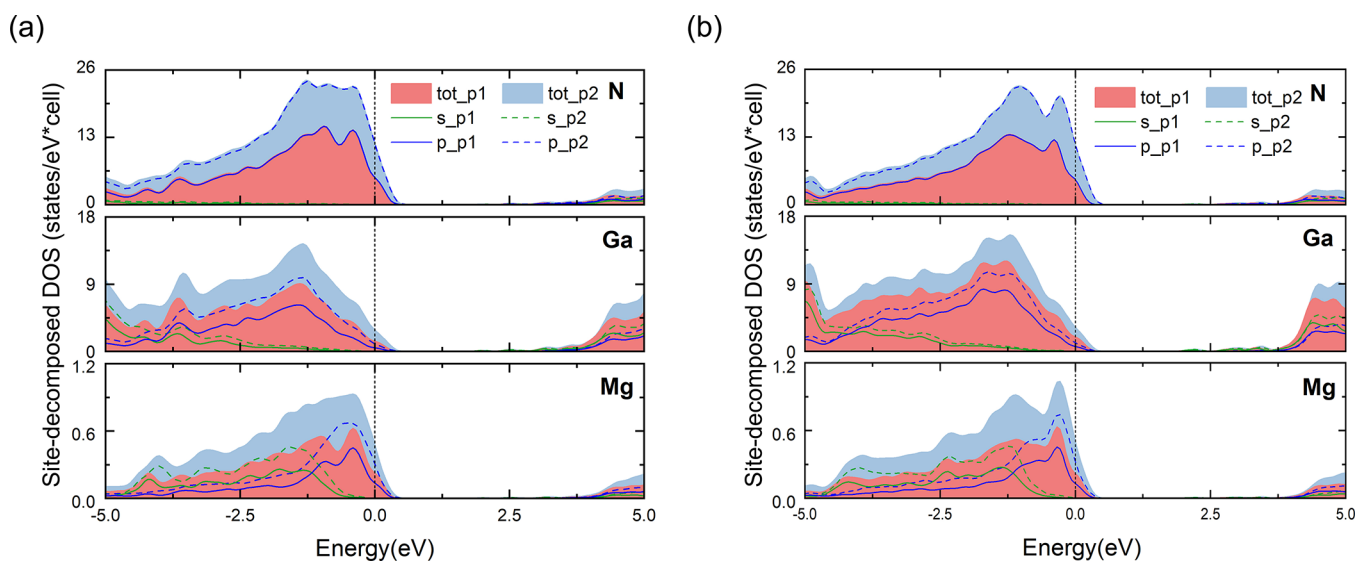 (a)
(b)
Site-decomposed DOS (states/eV*cell)
26
13
0
tot_p1
tot_p2
N
s_p1
s_p2
p_p1
p_p2
18
9
0
Ga
1.2
0.6
0.0
Mg
-5.0
-2.5
0.0
2.5
5.0
Energy(eV)
Site-decomposed DOS (states/eV*cell)
26
13
0
tot_p1
tot_p2
N
s_p1
s_p2
p_p1
p_p2
18
9
0
Ga
1.2
0.6
0.0
Mg
-5.0
-2.5
0.0
2.5
5.0
Energy(eV)